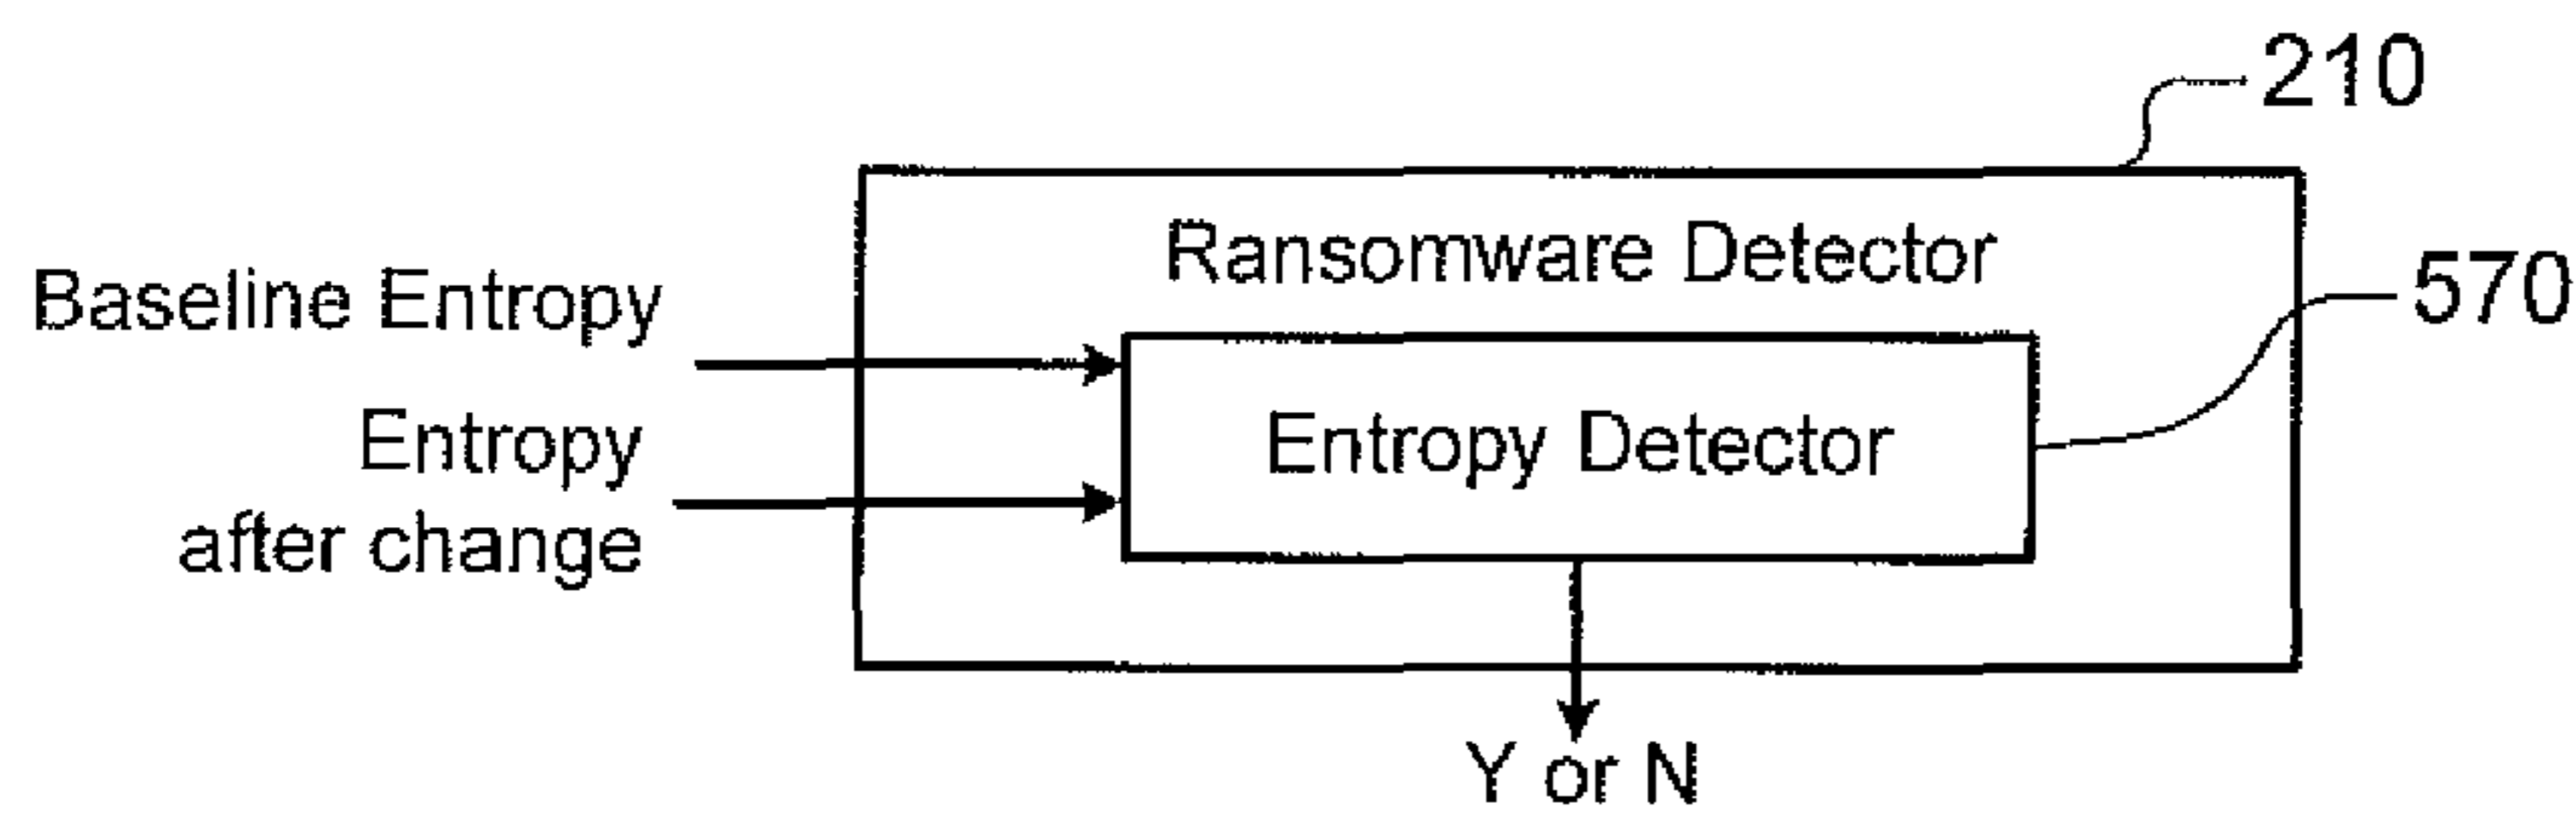 210
Ransomware Detector
Baseline Entropy
570
Entropy
after change
Entropy Detector
Y or N